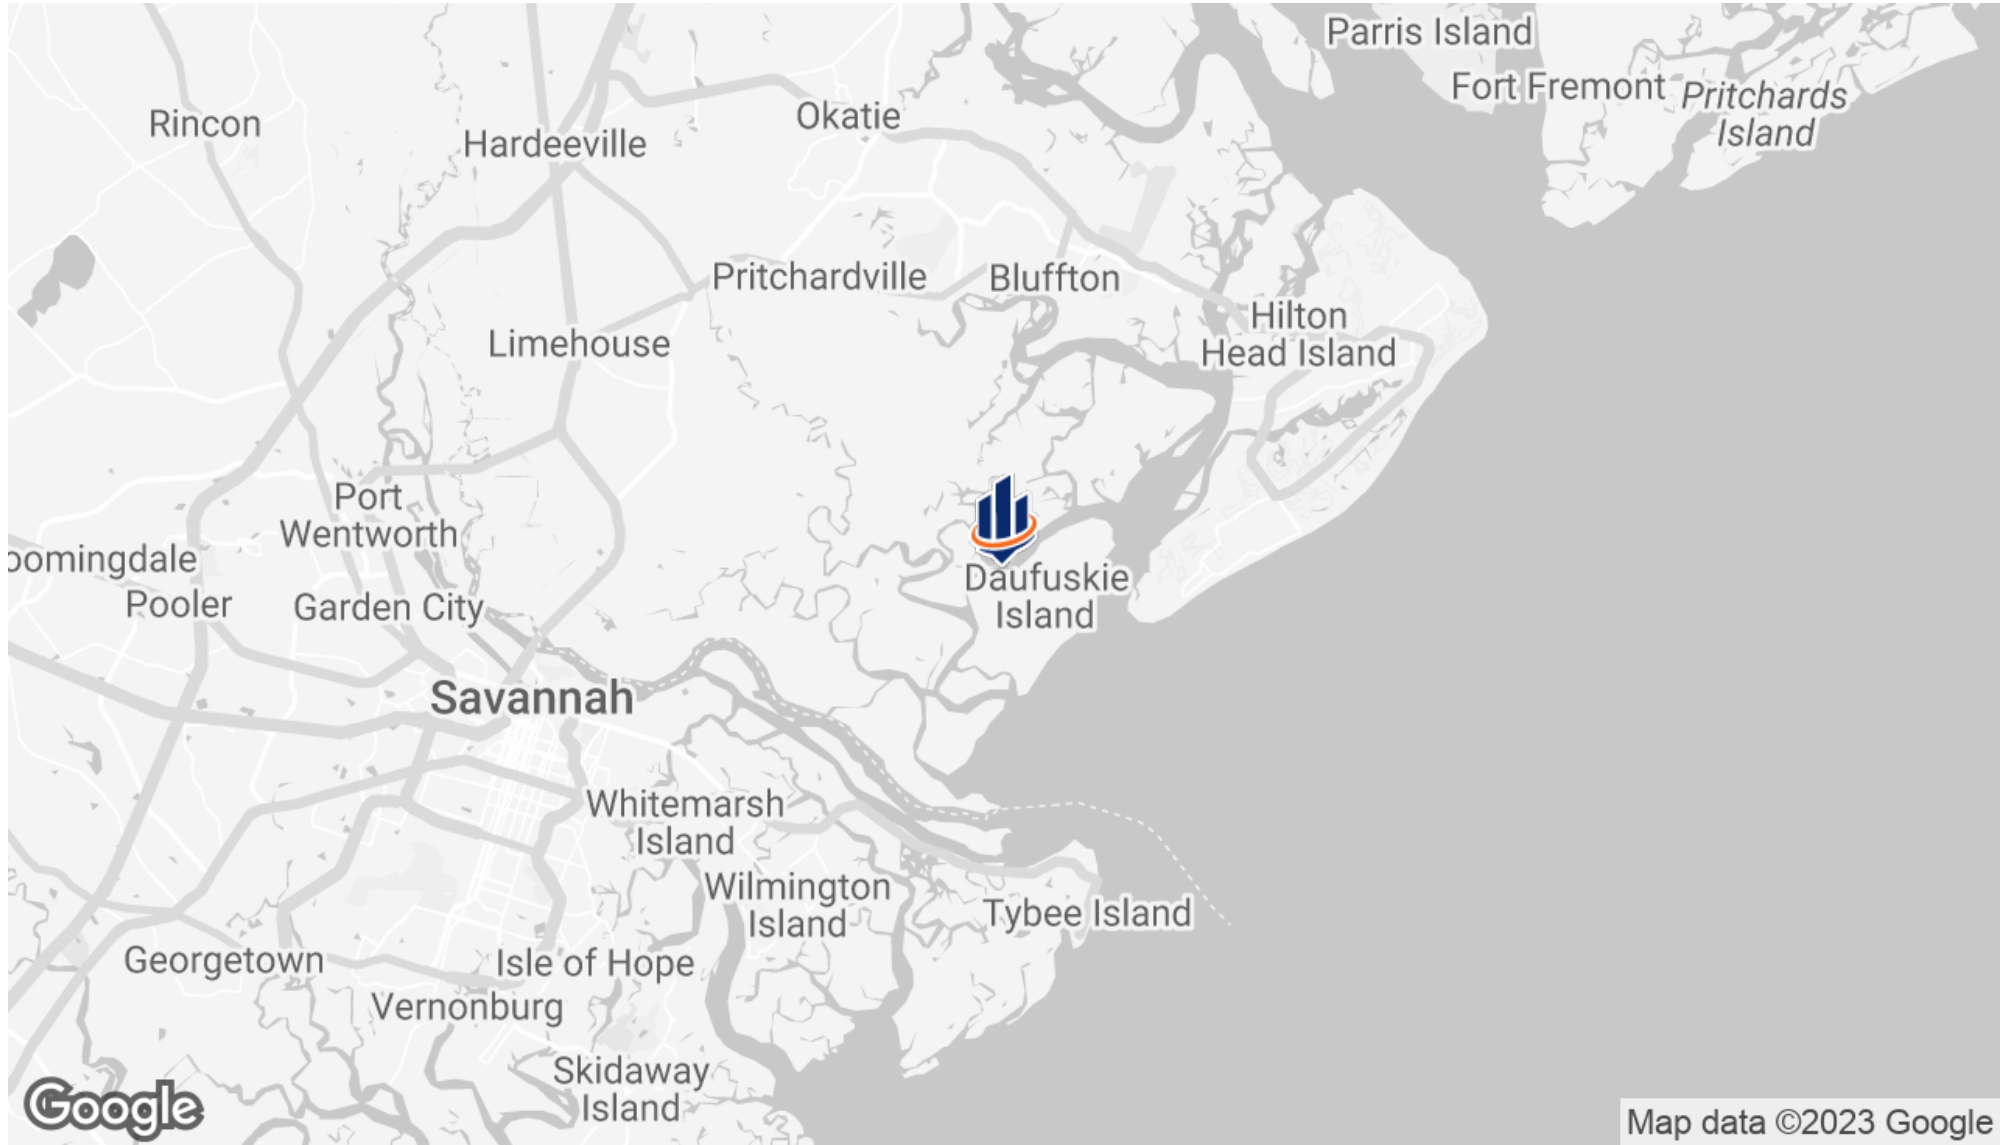 Parris Island
Fort Fremont
Pritchards
Island
Rincon
Okatie
Hardeeville
Pritchardville
Bluffton
Hilton
Head Island
Limehouse
Port
Wentworth
oomingdale
Pooler
Garden City
Daufuskie
Island
Savannah
Whitemarsh
Island
Wilmington
Island
Tybee Island
Georgetown
Isle of Hope
Vernonburg
Skidaway
Island
Google
Map data ©2023 Google